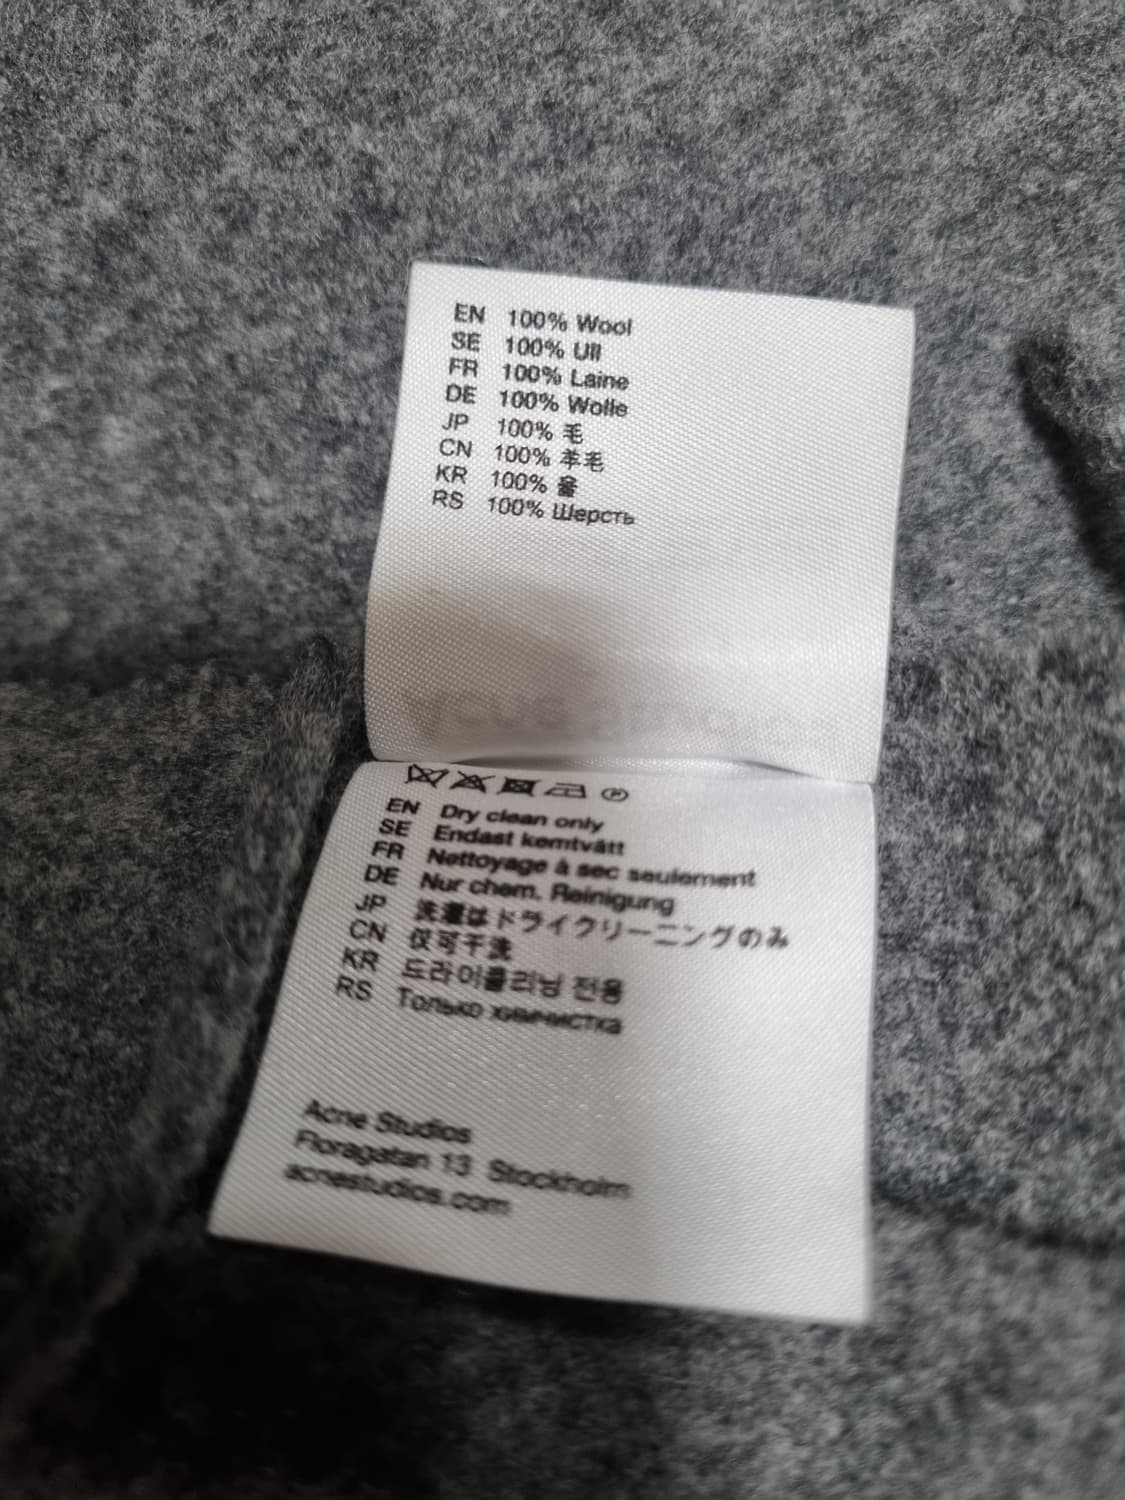 EN 100% Wool
SE 100% Ull
FR 100% Laine
DE 100% Wolle
JP 100% 毛
CN 100% 羊毛
KR 100% 울
RS 100% Шерсть
P
EN Dry clean only
SE Endast kemtvätt
FR Nettoyage à sec seulement
DE Nur chem. Reinigung
JP 洗濯はドライクリーニングのみ
CN 仅可干洗
KR 드라이클리닝 전용
RS Только химчистка
Acne Studios
Floragatan 13 Stockholm
acnestudios.com